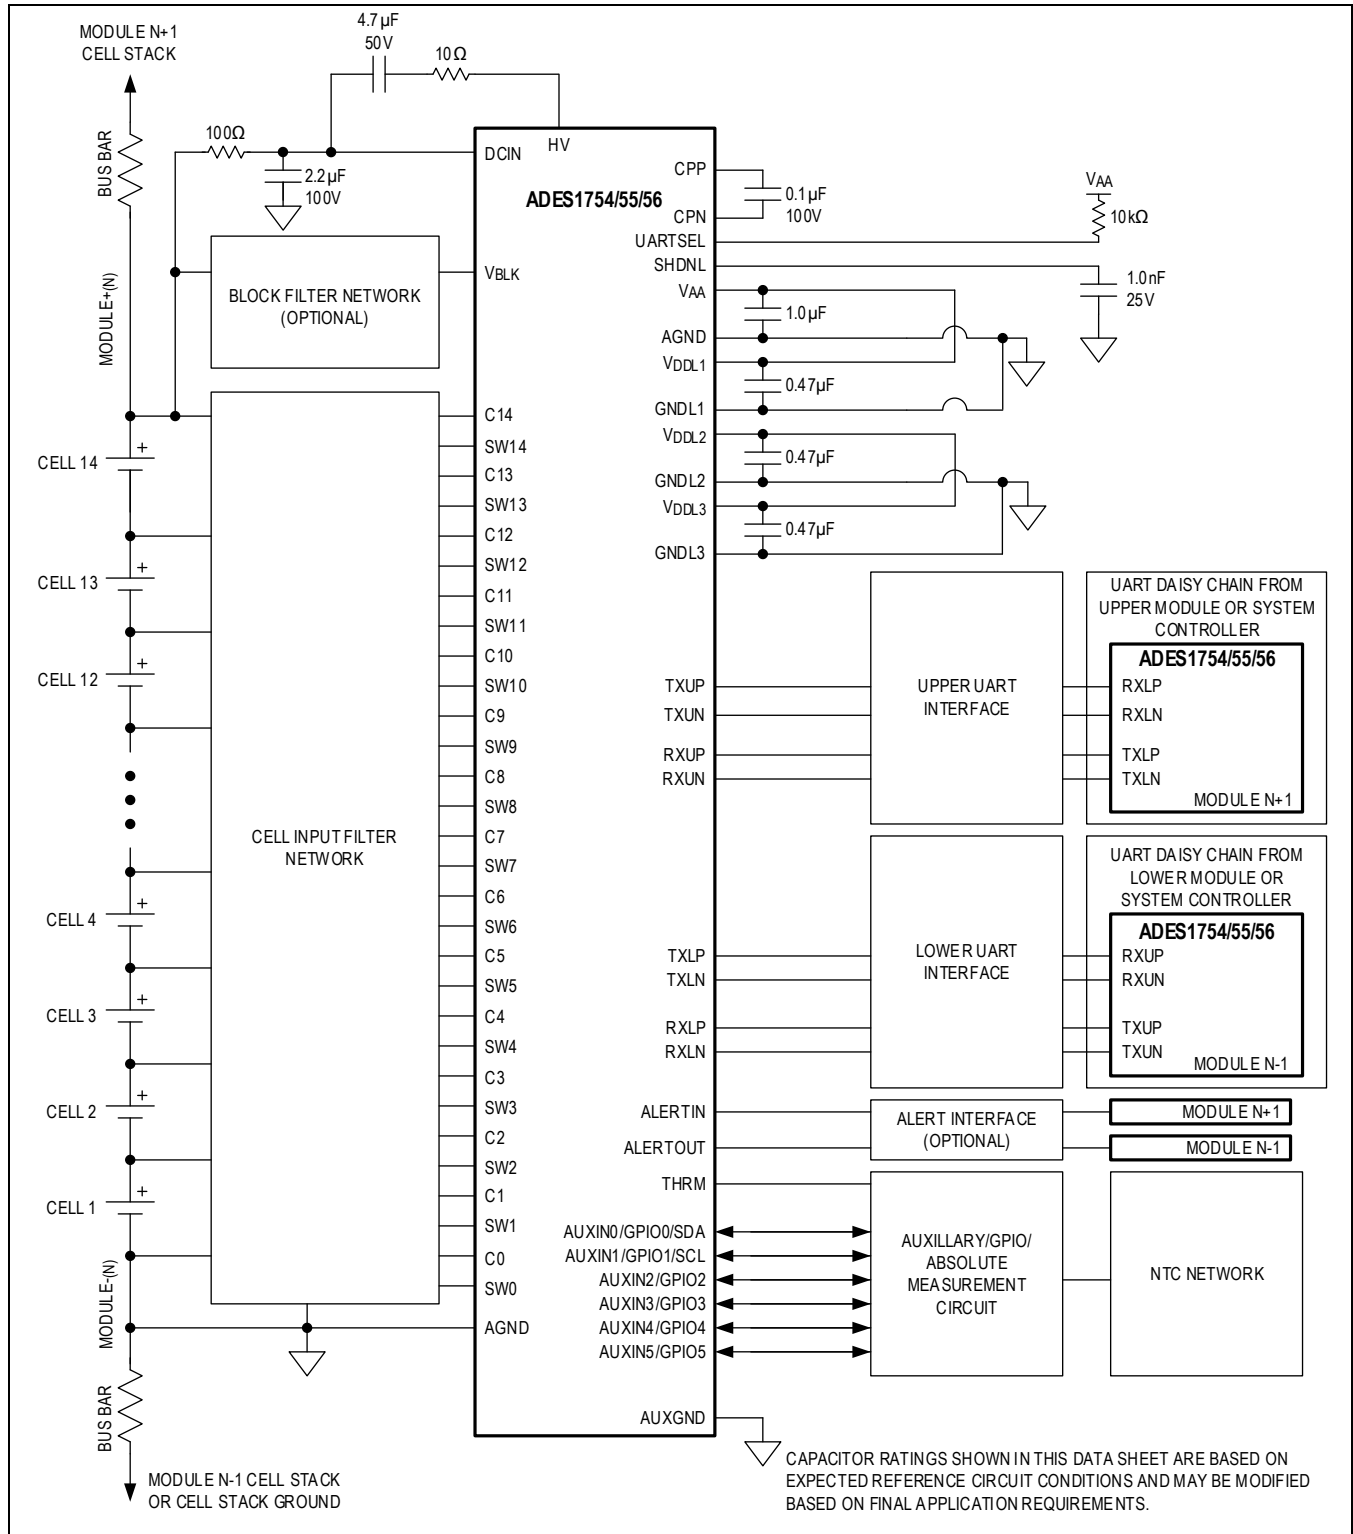 MODULE N+1
CELL STACK
4.7µF
50V
10Ω
BUS BAR
100Ω
2.2µF
100V
MODULE+(N)
BLOCK FILTER NETWORK
(OPTIONAL)
CELL 14
CELL 13
CELL 12
CELL 4
CELL 3
CELL 2
CELL 1
+
+
+
+
+
+
+
CELL INPUT FILTER
NETWORK
MODULE-(N)
BUS BAR
MODULE N-1 CELL STACK
OR CELL STACK GROUND
HV
DCIN
ADES1754/55/56
VBLK
C14
SW14
C13
SW13
C12
SW12
C11
SW11
C10
SW10
C9
SW9
C8
SW8
C7
SW7
C6
SW6
C5
SW5
C4
SW4
C3
SW3
C2
SW2
C1
SW1
C0
SW0
AGND
CPP
CPN
UARTSEL
SHDNL
VAA
AGND
VDDL1
GNDL1
VDDL2
GNDL2
VDDL3
GNDL3
TXUP
TXUN
RXUP
RXUN
TXLP
TXLN
RXLP
RXLN
ALERTIN
ALERTOUT
THRM
AUXIN0/GPIO0/SDA
AUXIN1/GPIO1/SCL
AUXIN2/GPIO2
AUXIN3/GPIO3
AUXIN4/GPIO4
AUXIN5/GPIO5
AUXGND
0.1µF
100V
VAA
10kΩ
1.0nF
25V
1.0µF
0.47µF
0.47µF
0.47µF
UPPER UART
INTERFACE
UART DAISY CHAIN FROM
UPPER MODULE OR SYSTEM
CONTROLLER
ADES1754/55/56
RXLP
RXLN
TXLP
TXLN
MODULE N+1
LOWER UART
INTERFACE
UART DAISY CHAIN FROM
LOWER MODULE OR
SYSTEM CONTROLLER
ADES1754/55/56
RXUP
RXUN
TXUP
TXUN
MODULE N-1
ALERT INTERFACE
(OPTIONAL)
MODULE N+1
MODULE N-1
AUXILLARY/GPIO/
ABSOLUTE
MEASUREMENT
CIRCUIT
NTC NETWORK
CAPACITOR RATINGS SHOWN IN THIS DATA SHEET ARE BASED ON
EXPECTED REFERENCE CIRCUIT CONDITIONS AND MAY BE MODIFIED
BASED ON FINAL APPLICATION REQUIREMENTS.